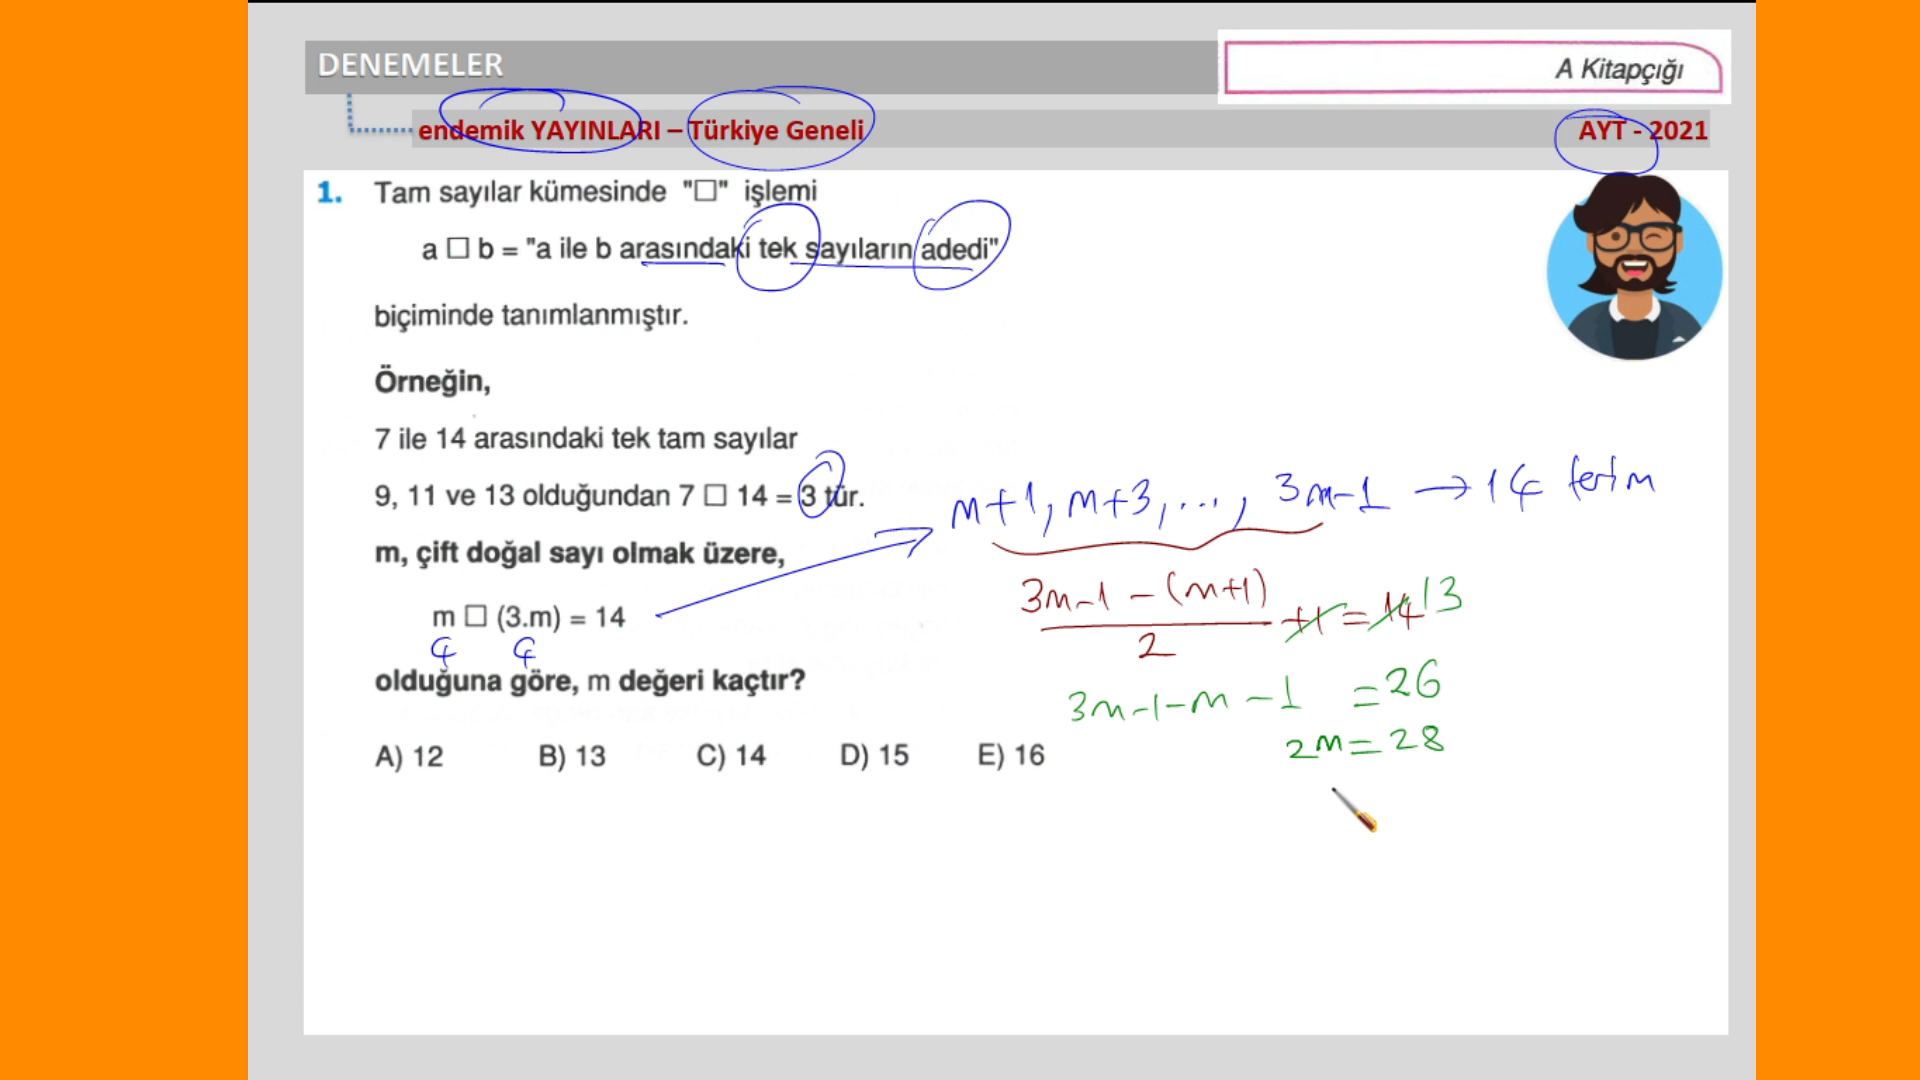 DENEMELER
A Kitapçığı
endemik YAYINLARI – Türkiye Geneli
AYT - 2021
1. Tam sayılar kümesinde "□" işlemi
a □ b = "a ile b arasındaki tek sayıların adedi"
biçiminde tanımlanmıştır.
Örneğin,
7 ile 14 arasındaki tek tam sayılar
9, 11 ve 13 olduğundan 7 □ 14 = 3 tür.
m, çift doğal sayı olmak üzere,
m □ (3.m) = 14
Ç Ç
olduğuna göre, m değeri kaçtır?
A) 12 B) 13 C) 14 D) 15 E) 16
m+1, m+3, ..., 3m-1 → 14 terim
3m-1 - (m+1)
2
+1 = 14 13
3m-1-m-1 = 26
2m = 28